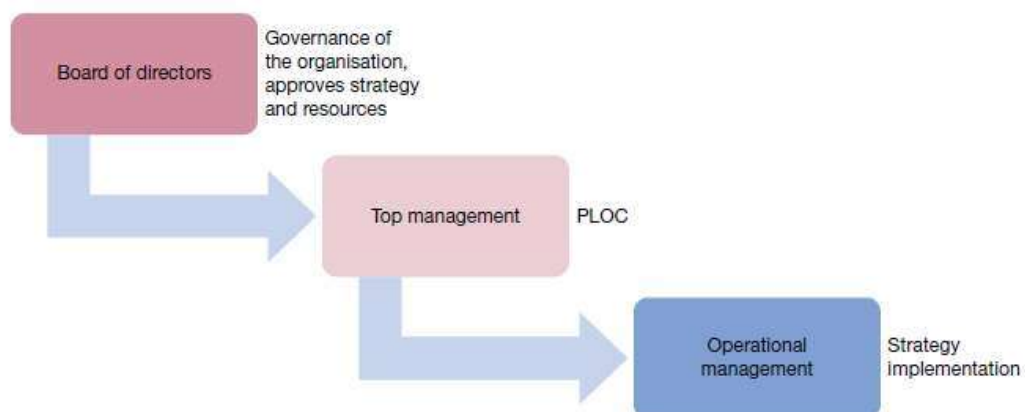 Board of directors
Governance of
the organisation,
approves strategy
and resources
Top management
PLOC
Operational
management
Strategy
implementation